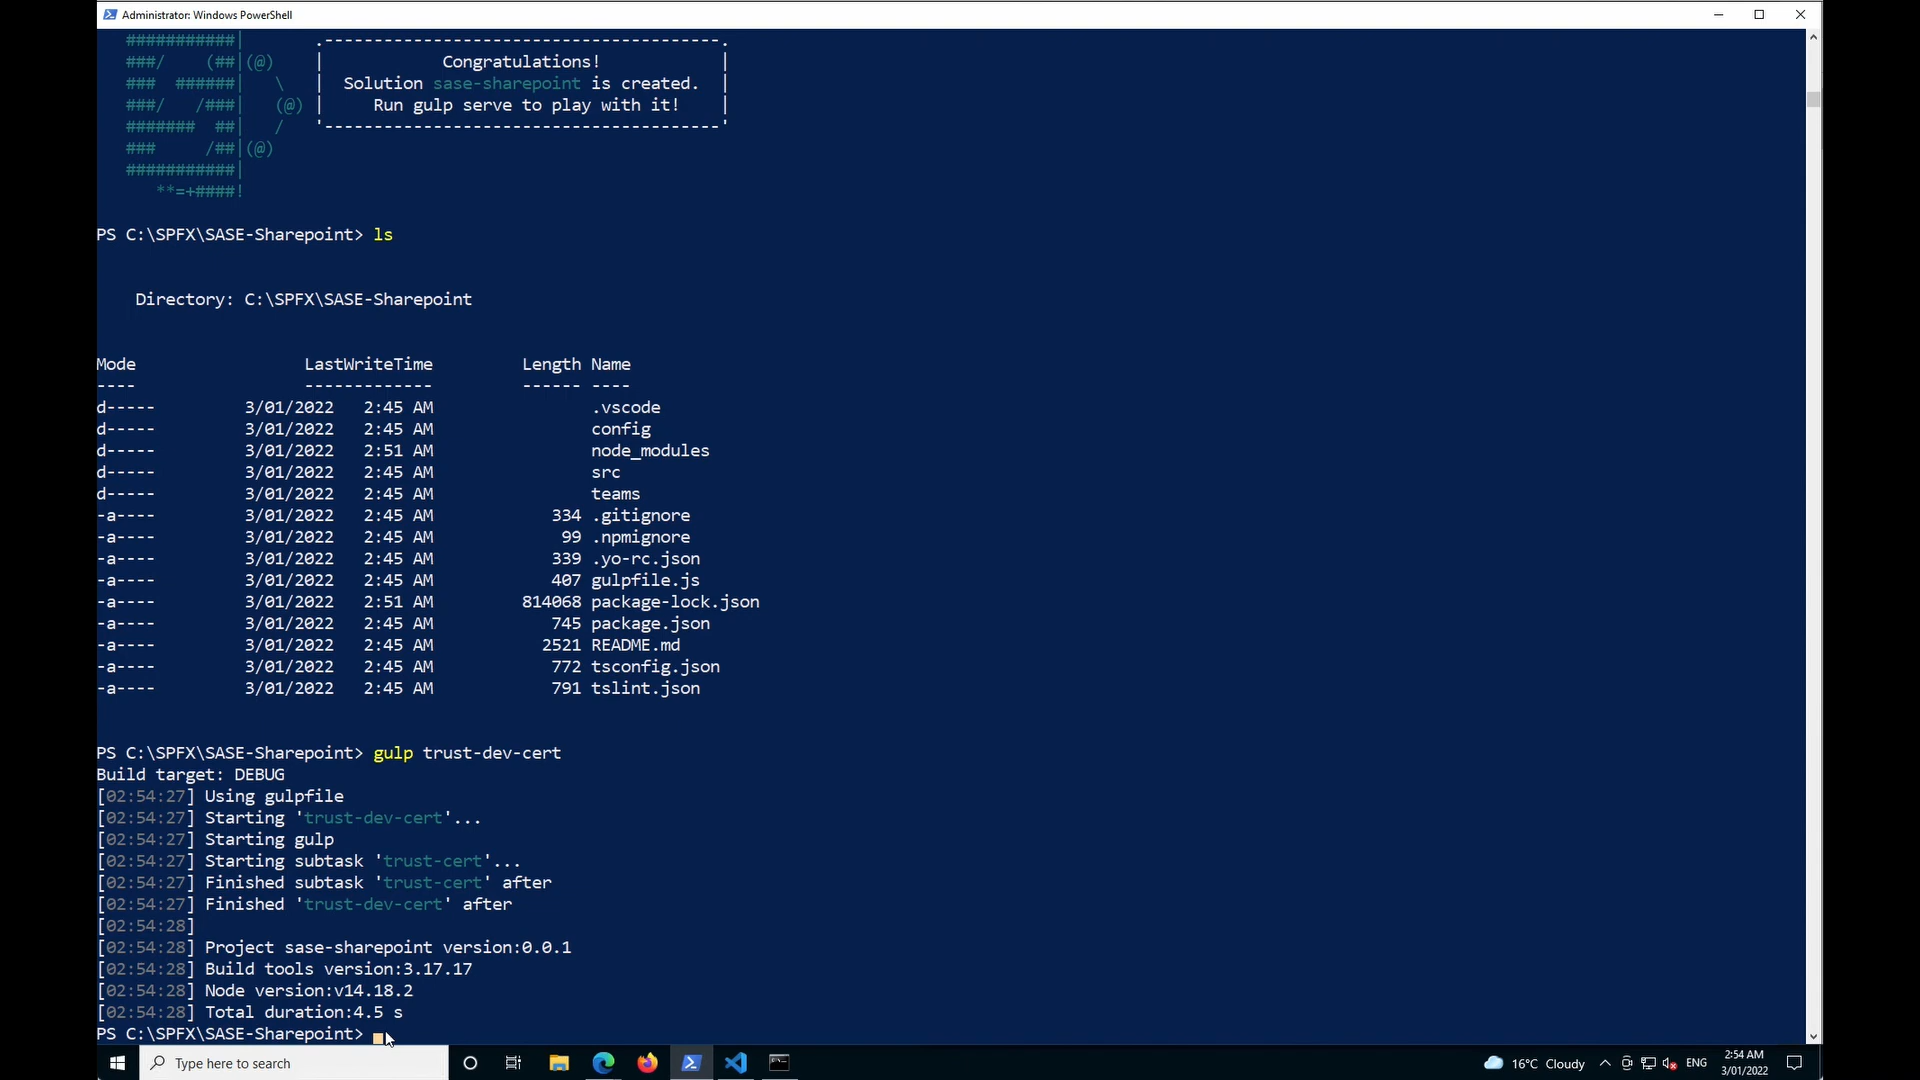 Administrator: Windows PowerShell
###########|
###/    (##|(@)
###  ######|   \
###/   /###|   (@)
#######  ##|   /
###     /##|(@)
###########|
**=+####!
.----------------------------------------.
|            Congratulations!            |
|  Solution sase-sharepoint is created.  |
|     Run gulp serve to play with it!    |
'----------------------------------------'
PS C:\SPFX\SASE-Sharepoint> ls
Directory: C:\SPFX\SASE-Sharepoint
Mode                 LastWriteTime         Length Name
----                 -------------         ------ ----
d-----         3/01/2022   2:45 AM                .vscode
d-----         3/01/2022   2:45 AM                config
d-----         3/01/2022   2:51 AM                node_modules
d-----         3/01/2022   2:45 AM                src
d-----         3/01/2022   2:45 AM                teams
-a----         3/01/2022   2:45 AM            334 .gitignore
-a----         3/01/2022   2:45 AM             99 .npmignore
-a----         3/01/2022   2:45 AM            339 .yo-rc.json
-a----         3/01/2022   2:45 AM            407 gulpfile.js
-a----         3/01/2022   2:51 AM         814068 package-lock.json
-a----         3/01/2022   2:45 AM            745 package.json
-a----         3/01/2022   2:45 AM           2521 README.md
-a----         3/01/2022   2:45 AM            772 tsconfig.json
-a----         3/01/2022   2:45 AM            791 tslint.json
PS C:\SPFX\SASE-Sharepoint> gulp trust-dev-cert
Build target: DEBUG
[02:54:27] Using gulpfile
[02:54:27] Starting 'trust-dev-cert'...
[02:54:27] Starting gulp
[02:54:27] Starting subtask 'trust-cert'...
[02:54:27] Finished subtask 'trust-cert' after
[02:54:27] Finished 'trust-dev-cert' after
[02:54:28]
[02:54:28] Project sase-sharepoint version:0.0.1
[02:54:28] Build tools version:3.17.17
[02:54:28] Node version:v14.18.2
[02:54:28] Total duration:4.5 s
PS C:\SPFX\SASE-Sharepoint>
Type here to search
16°C Cloudy
ENG
2:54 AM
3/01/2022